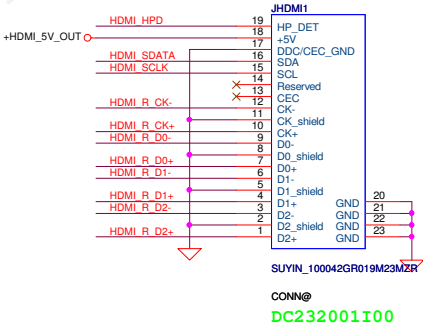 JHDMI1
HDMI_HPD 19 HP_DET
+HDMI_5V_OUT 18 +5V
17 DDC/CEC_GND
HDMI_SDATA 16 SDA
HDMI_SCLK 15 SCL
14 Reserved
13 CEC
HDMI_R_CK- 12 CK-
11 CK_shield
HDMI_R_CK+ 10 CK+
HDMI_R_D0- 9 D0-
8 D0_shield
HDMI_R_D0+ 7 D0+
HDMI_R_D1- 6 D1-
5 D1_shield
HDMI_R_D1+ 4 D1+ GND 20
HDMI_R_D2- 3 D2- GND 21
2 D2_shield GND 22
HDMI_R_D2+ 1 D2+ GND 23
SUYIN_100042GR019M23MZR
CONN@
DC232001I00